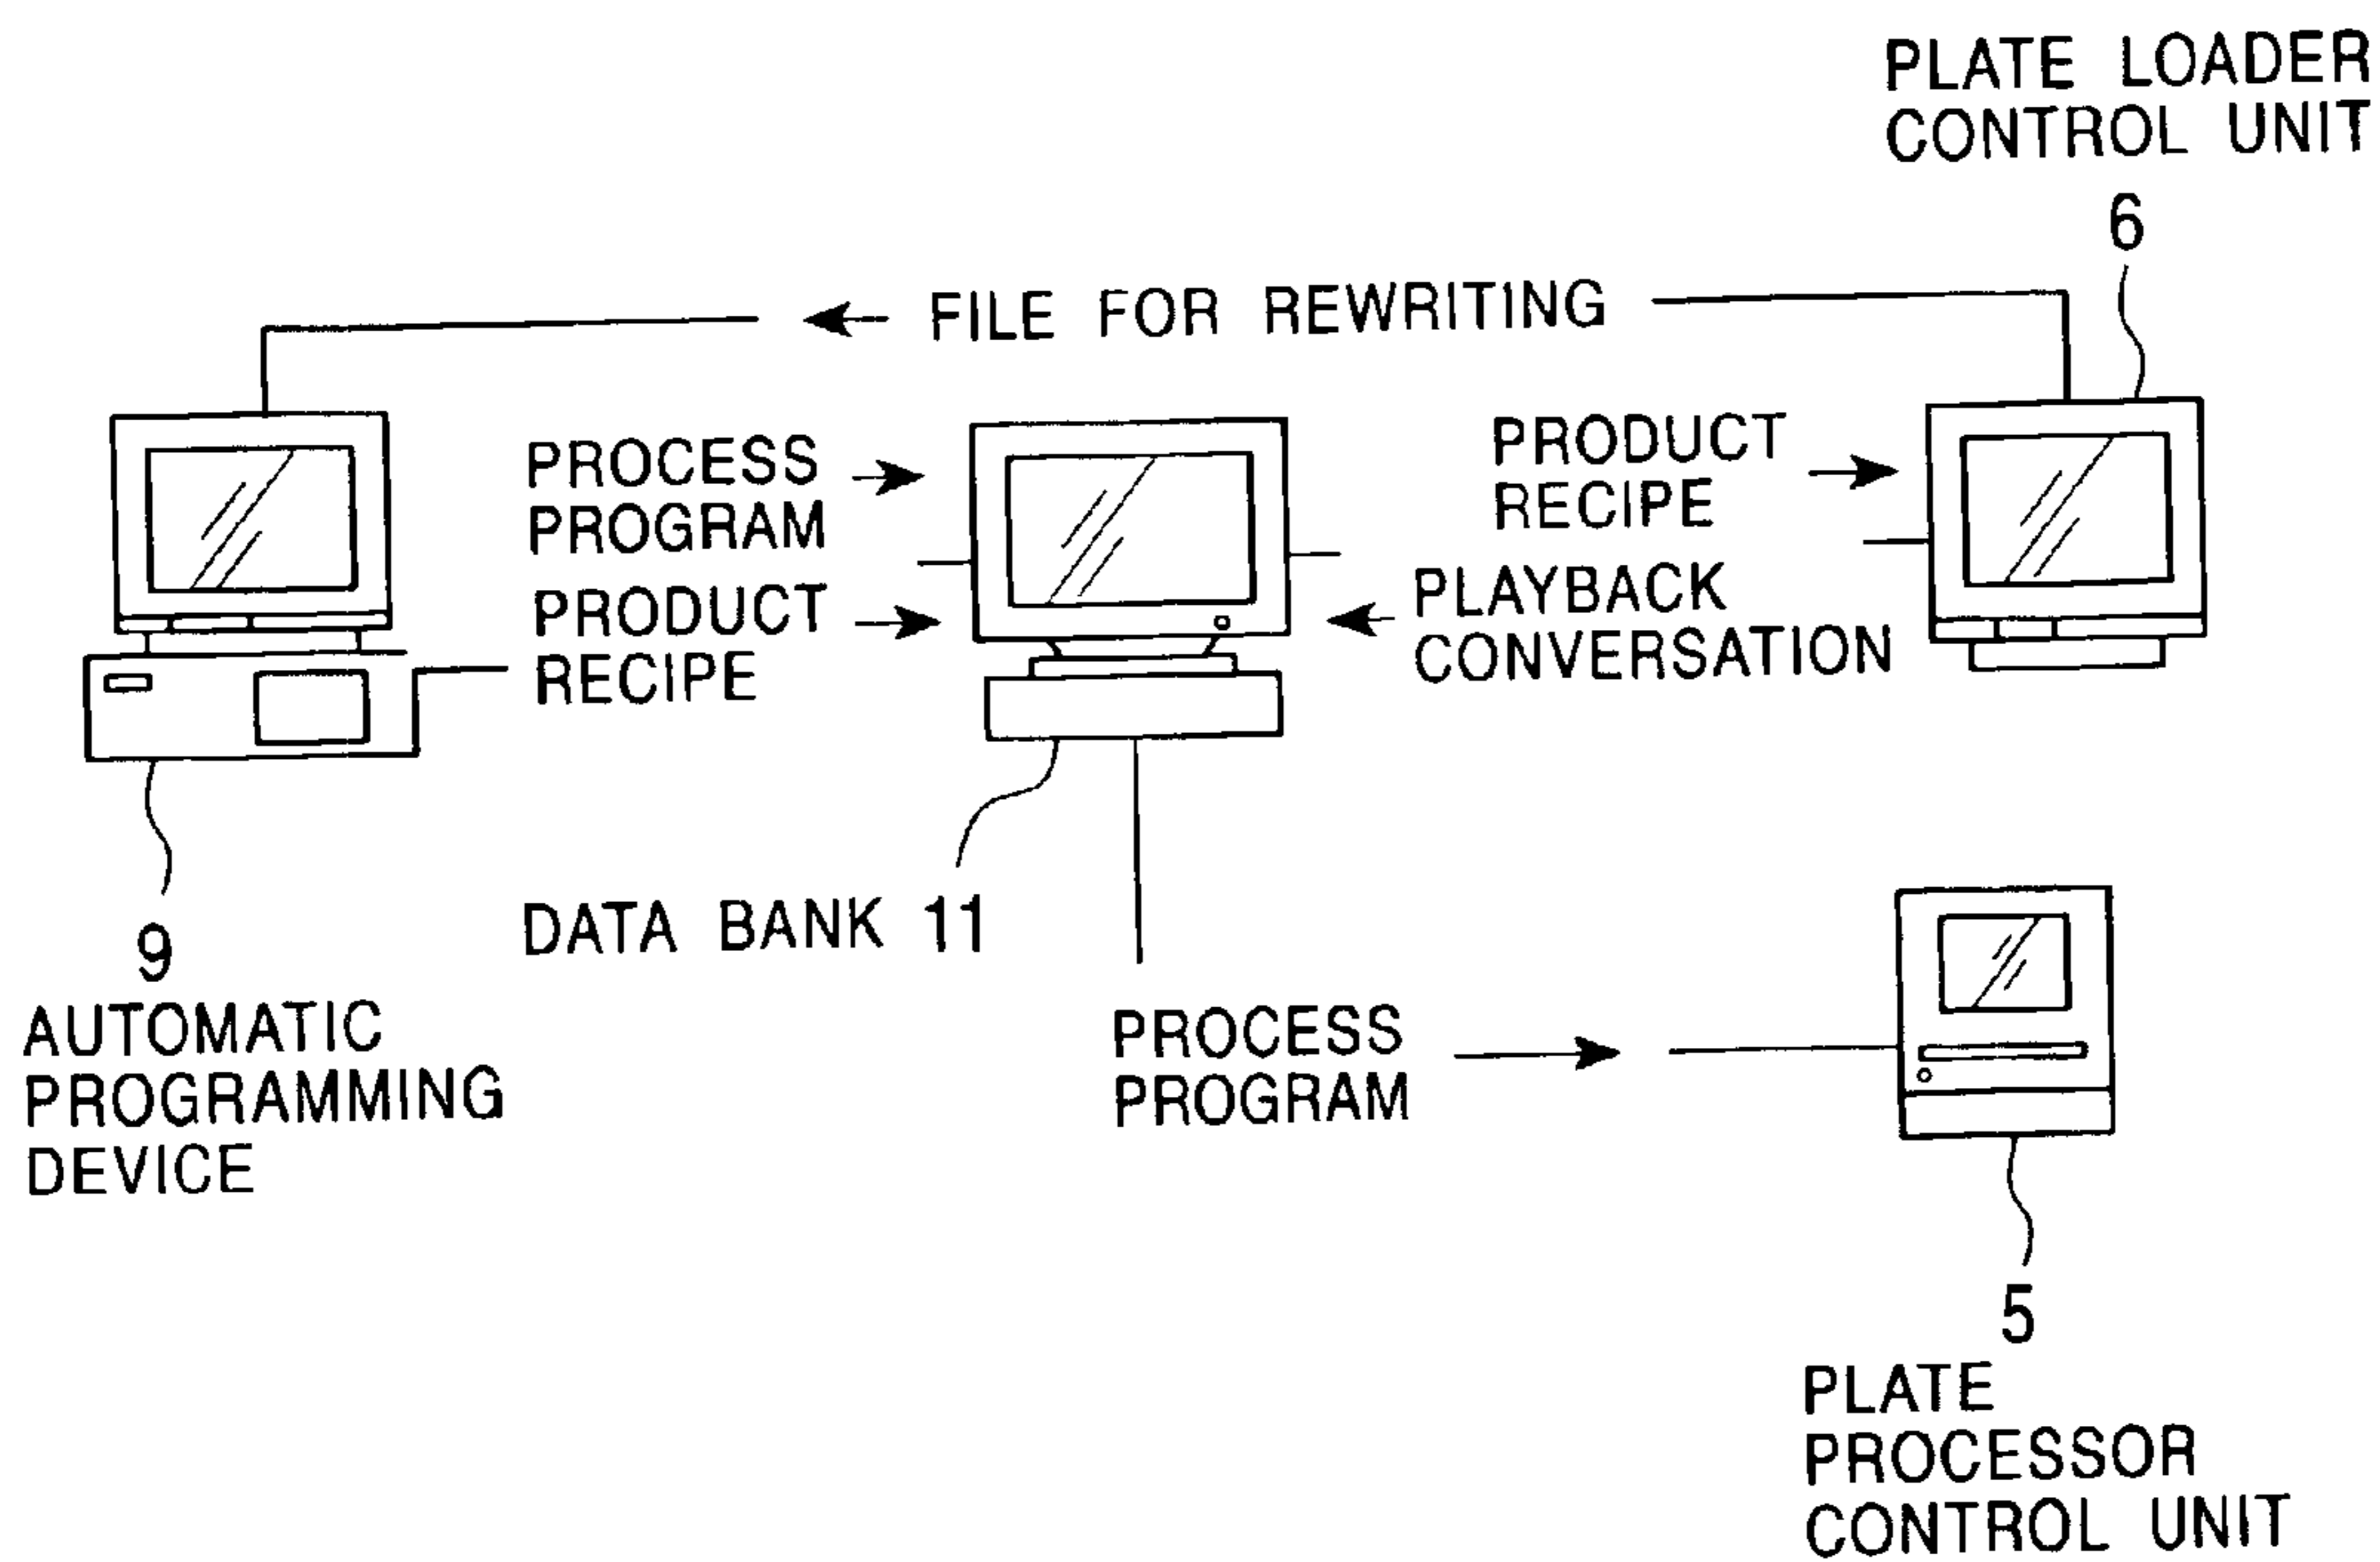 PLATE LOADER
CONTROL UNIT
6
FILE FOR REWRITING
PROCESS
PROGRAM
PRODUCT
RECIPE
PRODUCT
RECIPE
PLAYBACK
CONVERSATION
9
AUTOMATIC
PROGRAMMING
DEVICE
DATA BANK 11
PROCESS
PROGRAM
5
PLATE
PROCESSOR
CONTROL UNIT